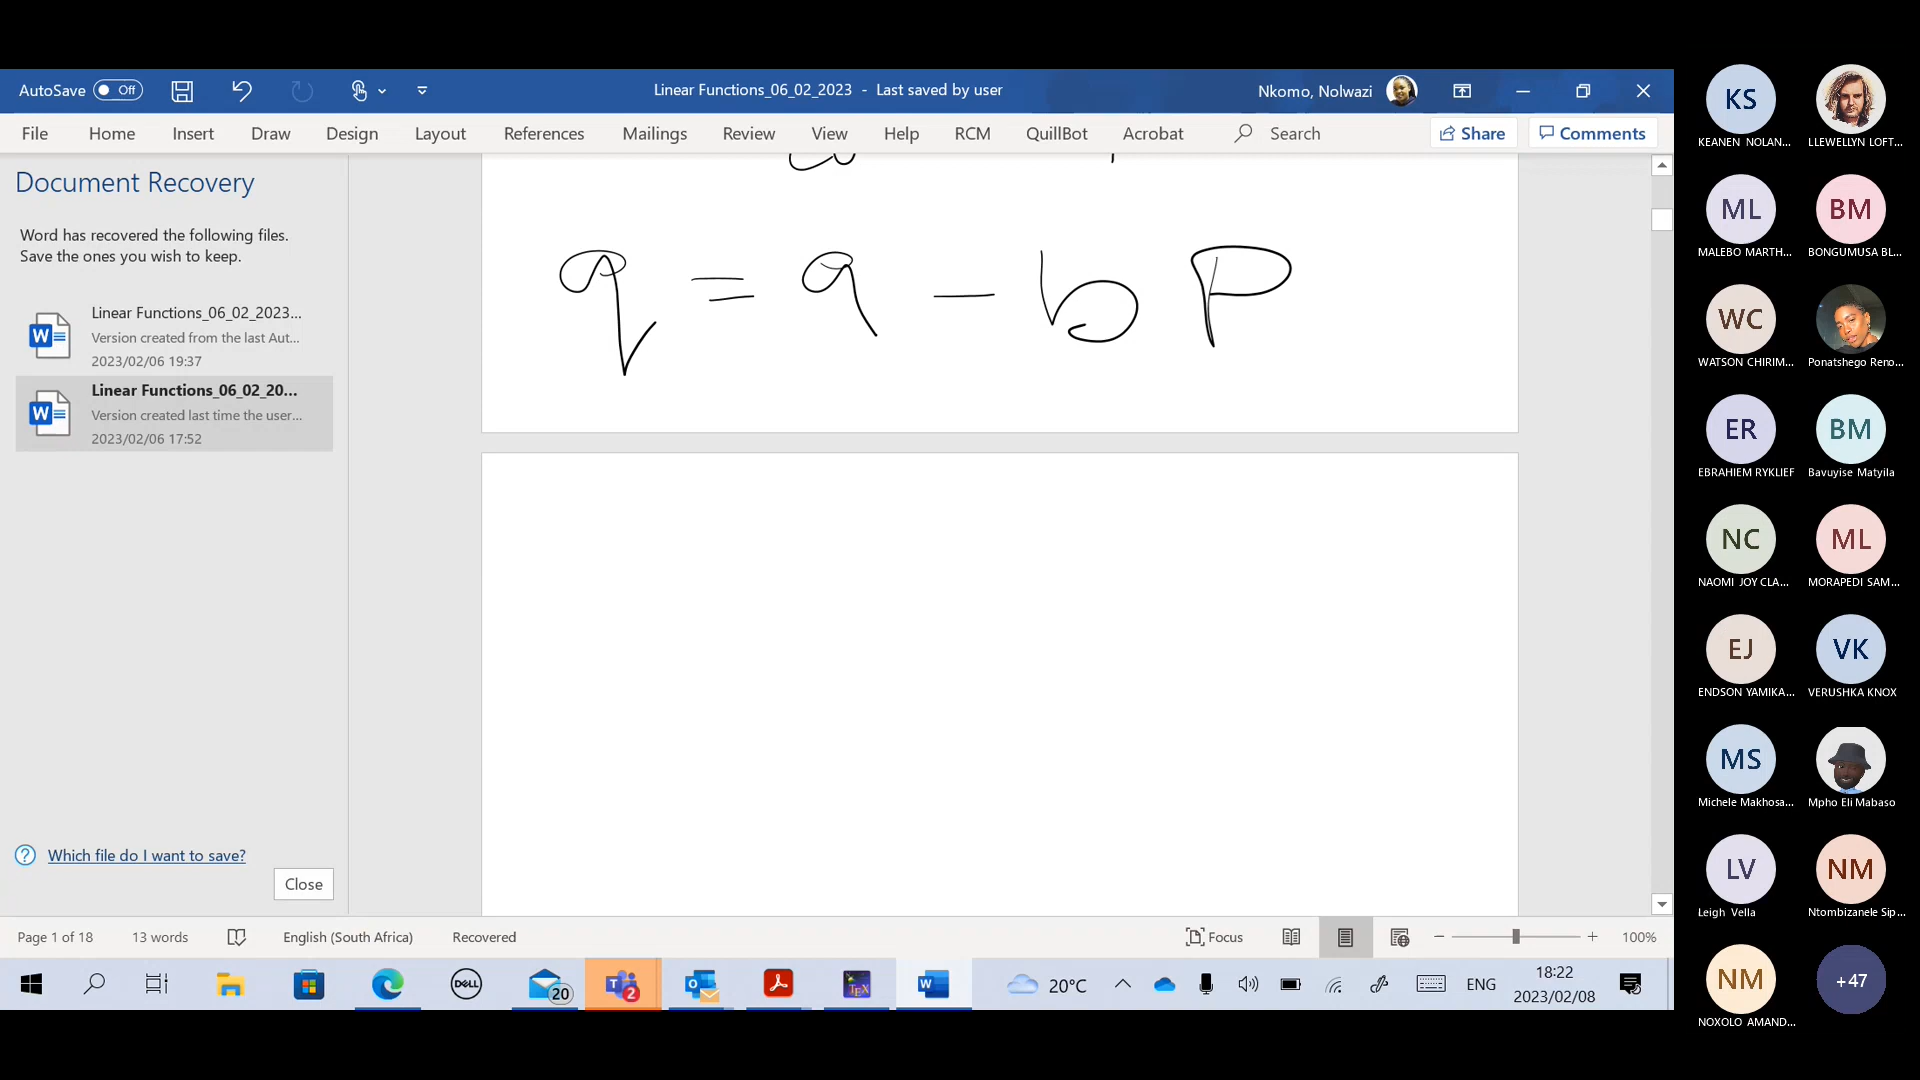 AutoSave Off
Linear Functions_06_02_2023 - Last saved by user
Nkomo, Nolwazi
File Home Insert Draw Design Layout References Mailings Review View Help RCM QuillBot Acrobat Search Share Comments
Document Recovery
Word has recovered the following files.
Save the ones you wish to keep.
Linear Functions_06_02_2023...
Version created from the last Aut...
2023/02/06 19:37
Linear Functions_06_02_20...
Version created last time the user...
2023/02/06 17:52
Which file do I want to save?
Close
q = a - b P
Page 1 of 18 13 words English (South Africa) Recovered Focus 100%
DELL 20 T 2 TEX 20°C ENG
18:22
2023/02/08
KS
KEANEN NOLAN...
LLEWELLYN LOFT...
ML BM
MALEBO MARTH... BONGUMUSA BL...
WC
WATSON CHIRIM... Ponatshego Reno...
ER BM
EBRAHIEM RYKLIEF Bavuyise Matyila
NC ML
NAOMI JOY CLA... MORAPEDI SAM...
EJ VK
ENDSON YAMIKA... VERUSHKA KNOX
MS
Michele Makhosa... Mpho Eli Mabaso
LV NM
Leigh Vella Ntombizanele Sip...
NM +47
NOXOLO AMAND...